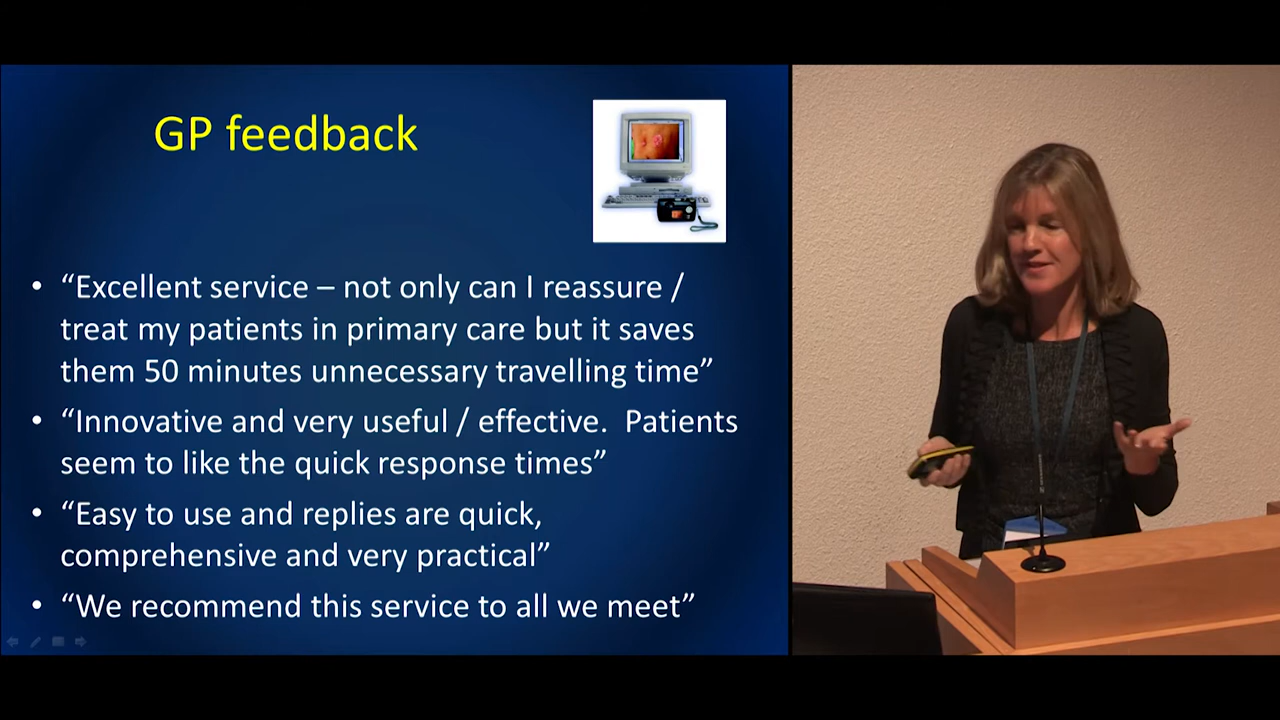 GP feedback
• “Excellent service – not only can I reassure /
treat my patients in primary care but it saves
them 50 minutes unnecessary travelling time”
• “Innovative and very useful / effective.  Patients
seem to like the quick response times”
• “Easy to use and replies are quick,
comprehensive and very practical”
• “We recommend this service to all we meet”